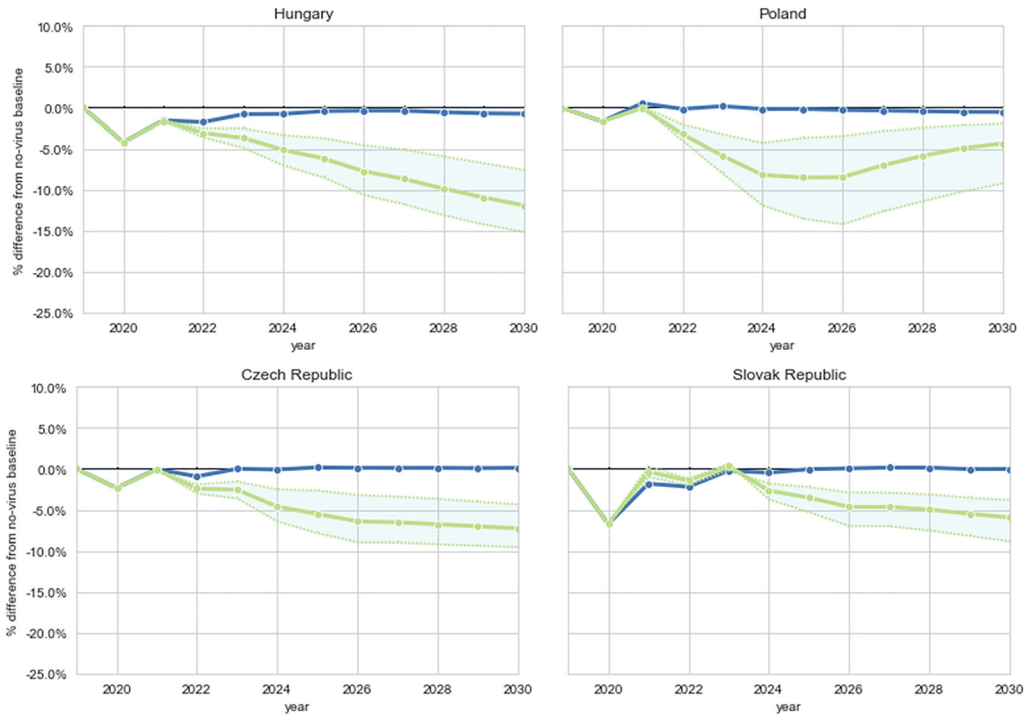 Hungary
Poland
% difference from no-virus baseline
10.0%
5.0%
0.0%
-5.0%
-10.0%
-15.0%
-20.0%
-25.0%
2020 2022 2024 2026 2028 2030
year
2020 2022 2024 2026 2028 2030
year
Czech Republic
Slovak Republic
% difference from no-virus baseline
10.0%
5.0%
0.0%
-5.0%
-10.0%
-15.0%
-20.0%
-25.0%
2020 2022 2024 2026 2028 2030
year
2020 2022 2024 2026 2028 2030
year